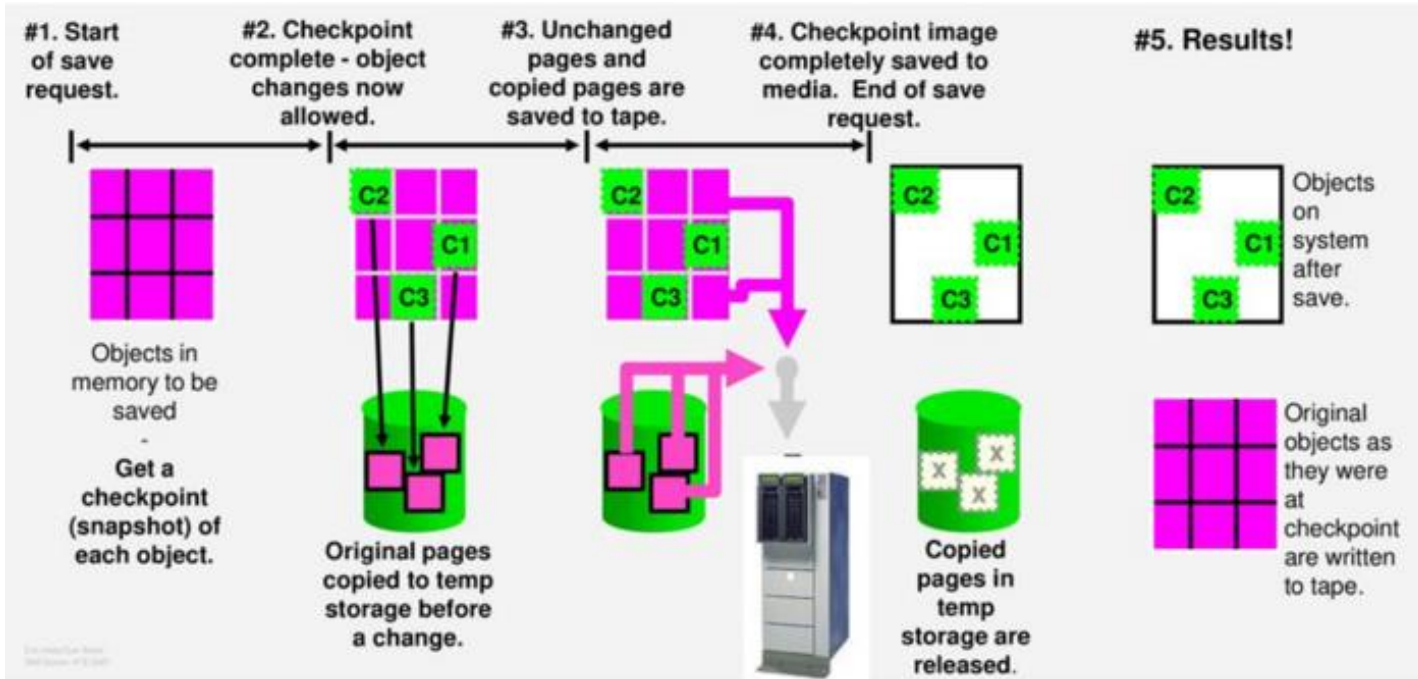 #1. Start
of save
request.
#2. Checkpoint
complete - object
changes now
allowed.
#3. Unchanged
pages and
copied pages are
saved to tape.
#4. Checkpoint image
completely saved to
media. End of save
request.
#5. Results!
C2
C1
C3
C2
C1
C3
C2
C1
C3
C2
C1
C3
Objects
on
system
after
save.
Objects in
memory to be
saved
-
Get a
checkpoint
(snapshot) of
each object.
Original pages
copied to temp
storage before
a change.
X
X
X
Copied
pages in
temp
storage are
released.
Original
objects as
they were
at
checkpoint
are written
to tape.